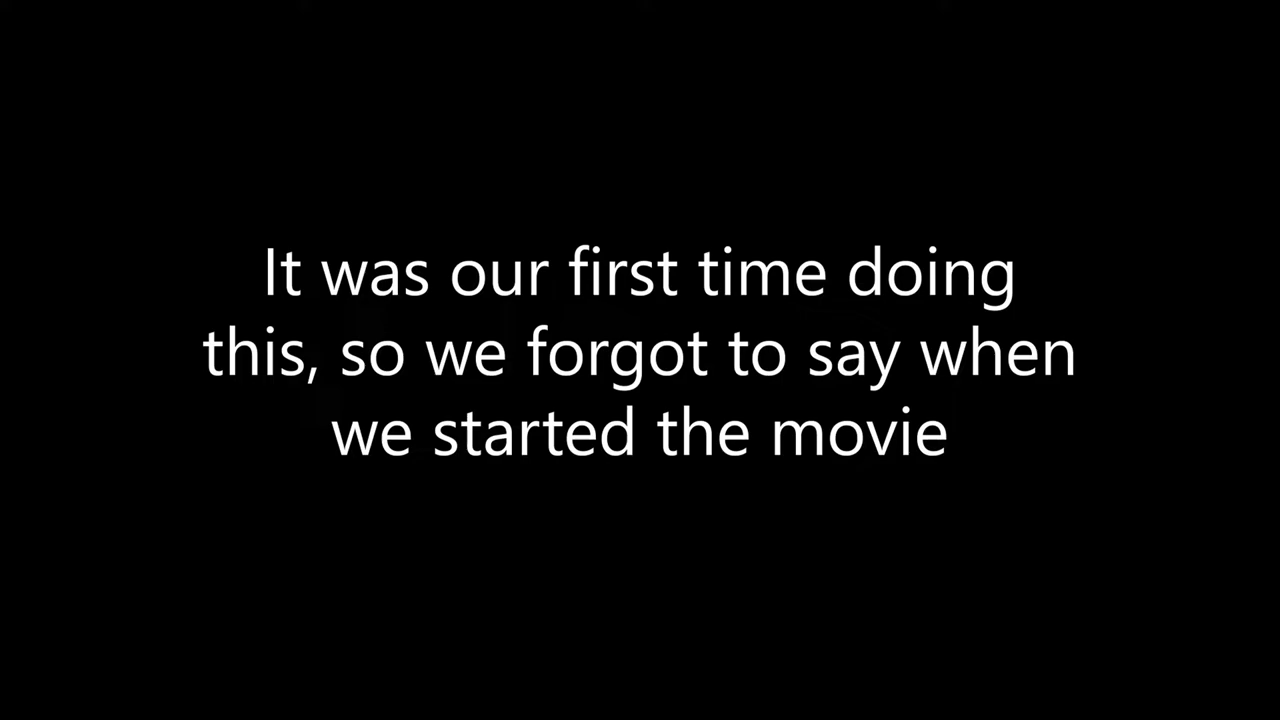 It was our first time doing
this, so we forgot to say when
we started the movie